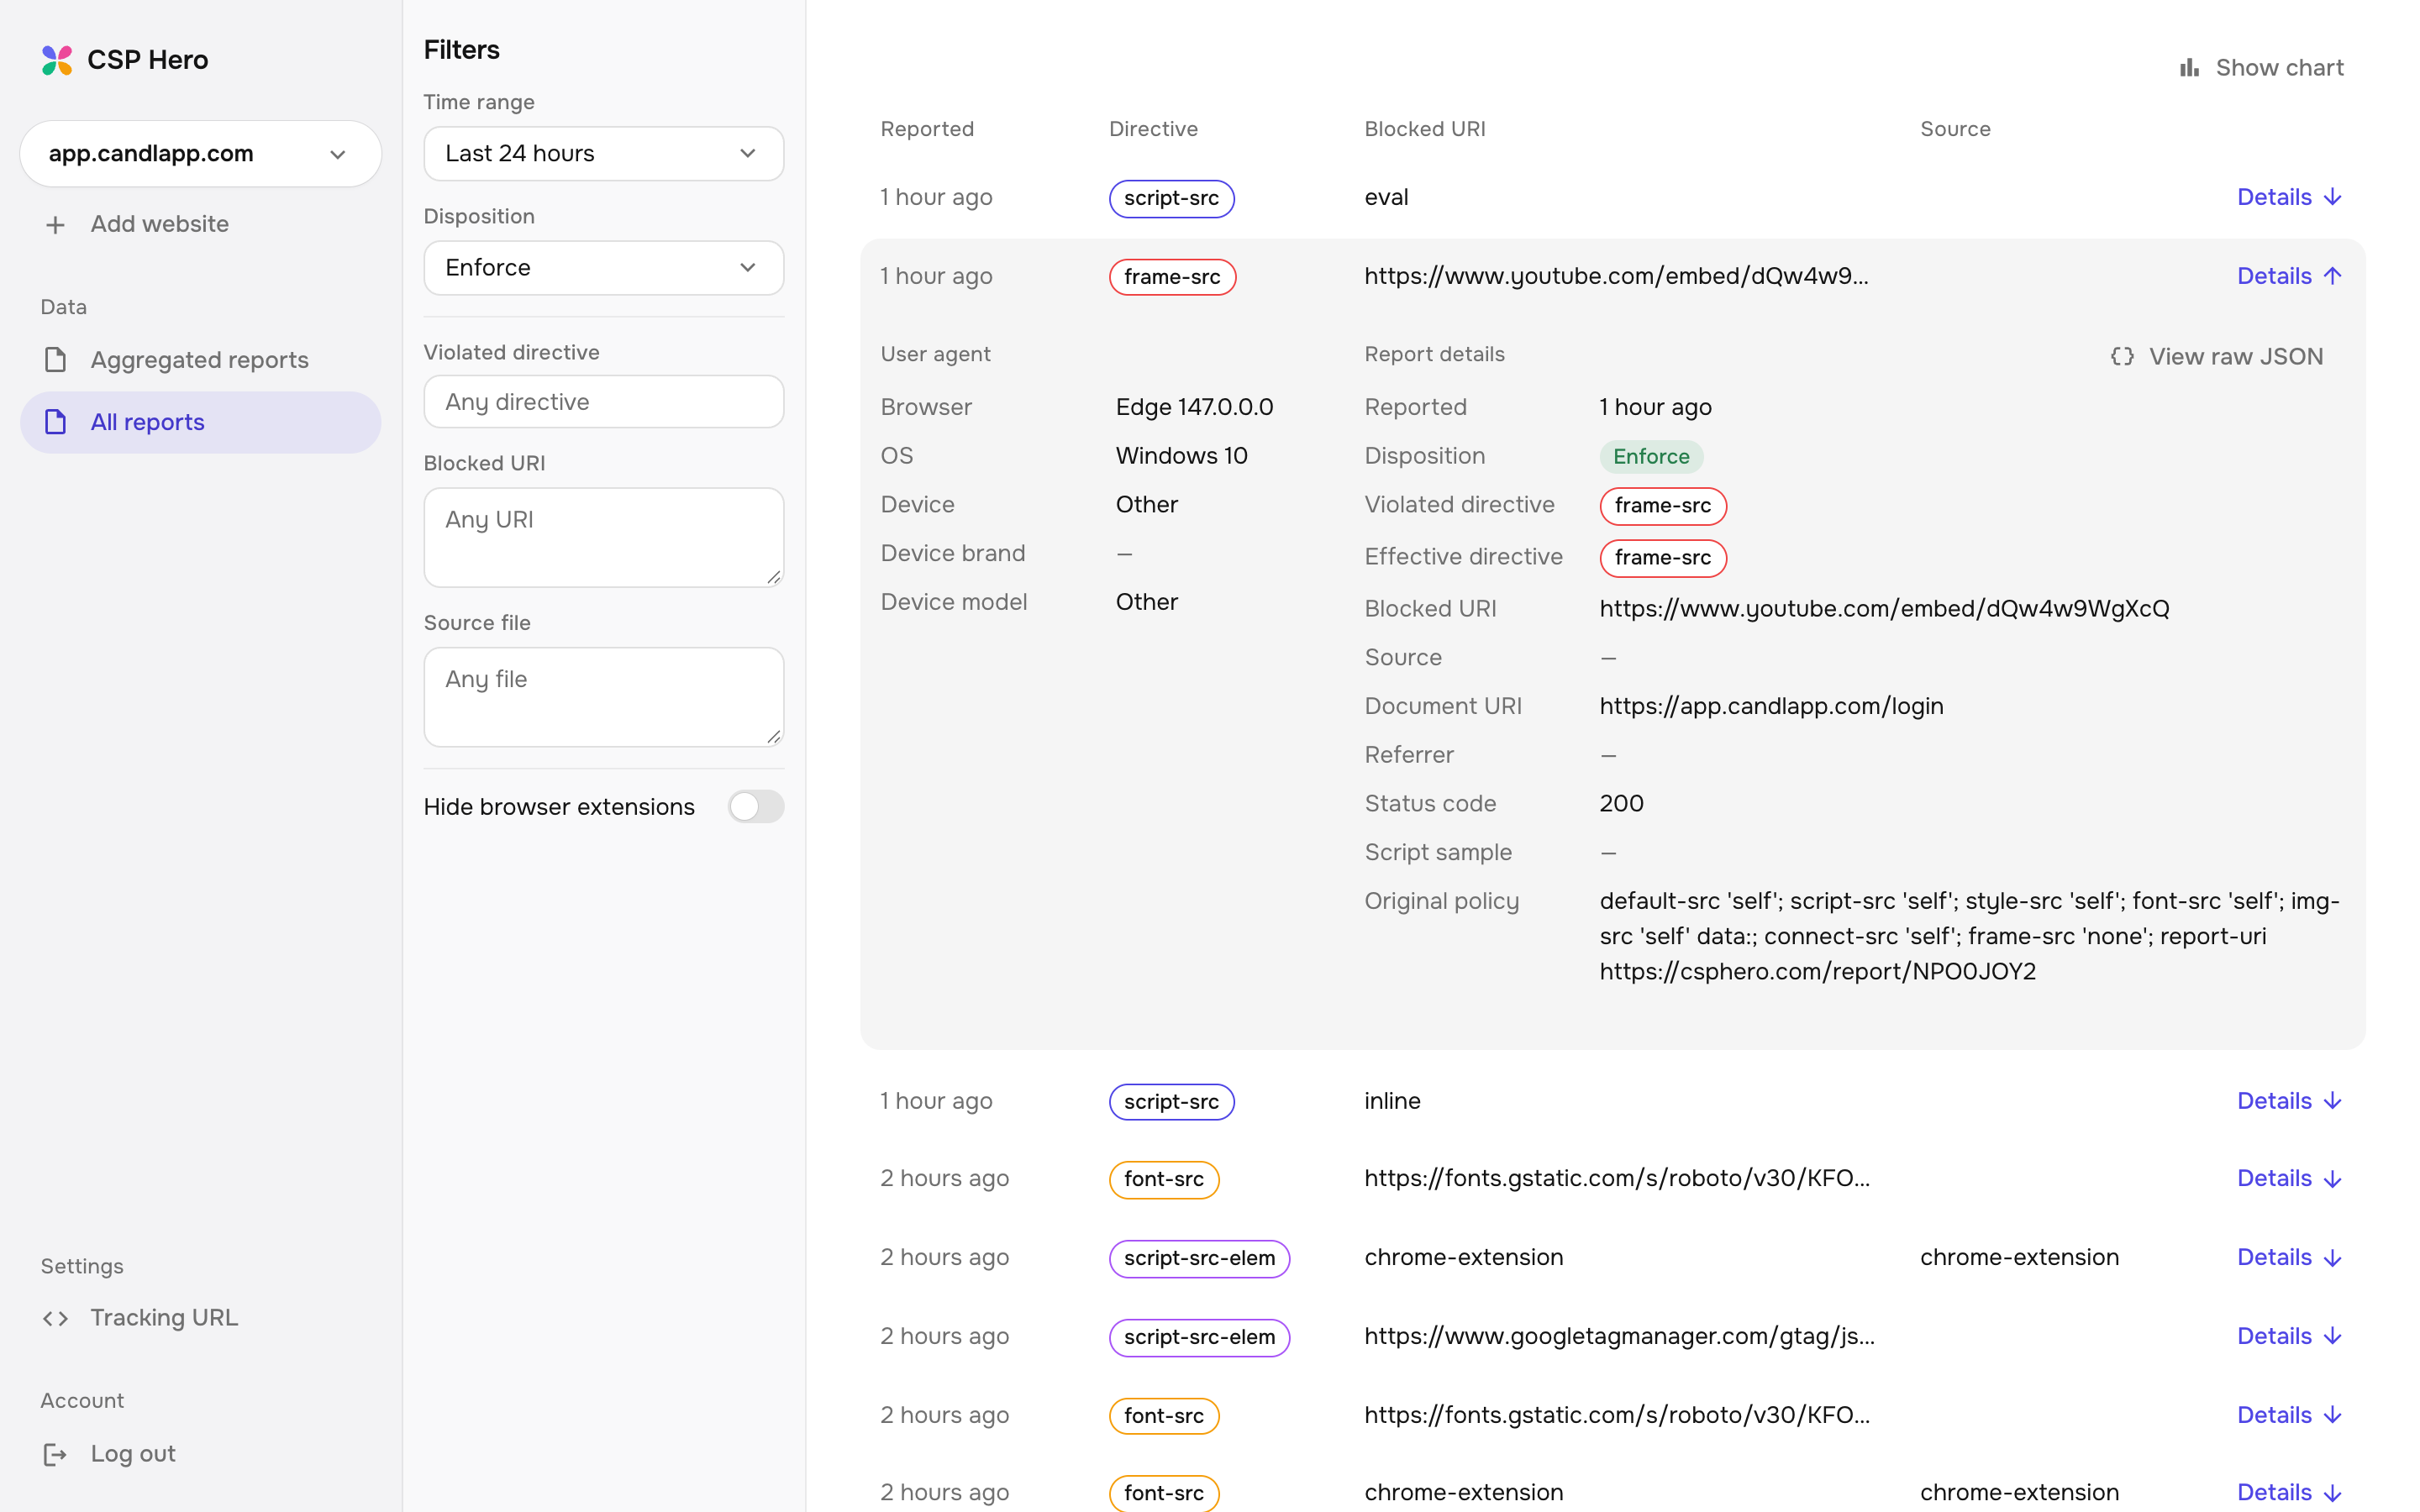 CSP Hero
app.candlapp.com
Add website
Data
Aggregated reports
All reports
Settings
Tracking URL
Account
Log out
Filters
Time range
Last 24 hours
Disposition
Enforce
Violated directive
Any directive
Blocked URI
Any URI
Source file
Any file
Hide browser extensions
Show chart
Reported Directive Blocked URI Source
1 hour ago script-src eval Details
1 hour ago frame-src https://www.youtube.com/embed/dQw4w9... Details
User agent
Browser Edge 147.0.0.0
OS Windows 10
Device Other
Device brand –
Device model Other
Report details View raw JSON
Reported 1 hour ago
Disposition Enforce
Violated directive frame-src
Effective directive frame-src
Blocked URI https://www.youtube.com/embed/dQw4w9WgXcQ
Source –
Document URI https://app.candlapp.com/login
Referrer –
Status code 200
Script sample –
Original policy default-src 'self'; script-src 'self'; style-src 'self'; font-src 'self'; img-
src 'self' data:; connect-src 'self'; frame-src 'none'; report-uri
https://csphero.com/report/NPO0JOY2
1 hour ago script-src inline Details
2 hours ago font-src https://fonts.gstatic.com/s/roboto/v30/KFO... Details
2 hours ago script-src-elem chrome-extension chrome-extension Details
2 hours ago script-src-elem https://www.googletagmanager.com/gtag/js... Details
2 hours ago font-src https://fonts.gstatic.com/s/roboto/v30/KFO... Details
2 hours ago font-src chrome-extension chrome-extension Details